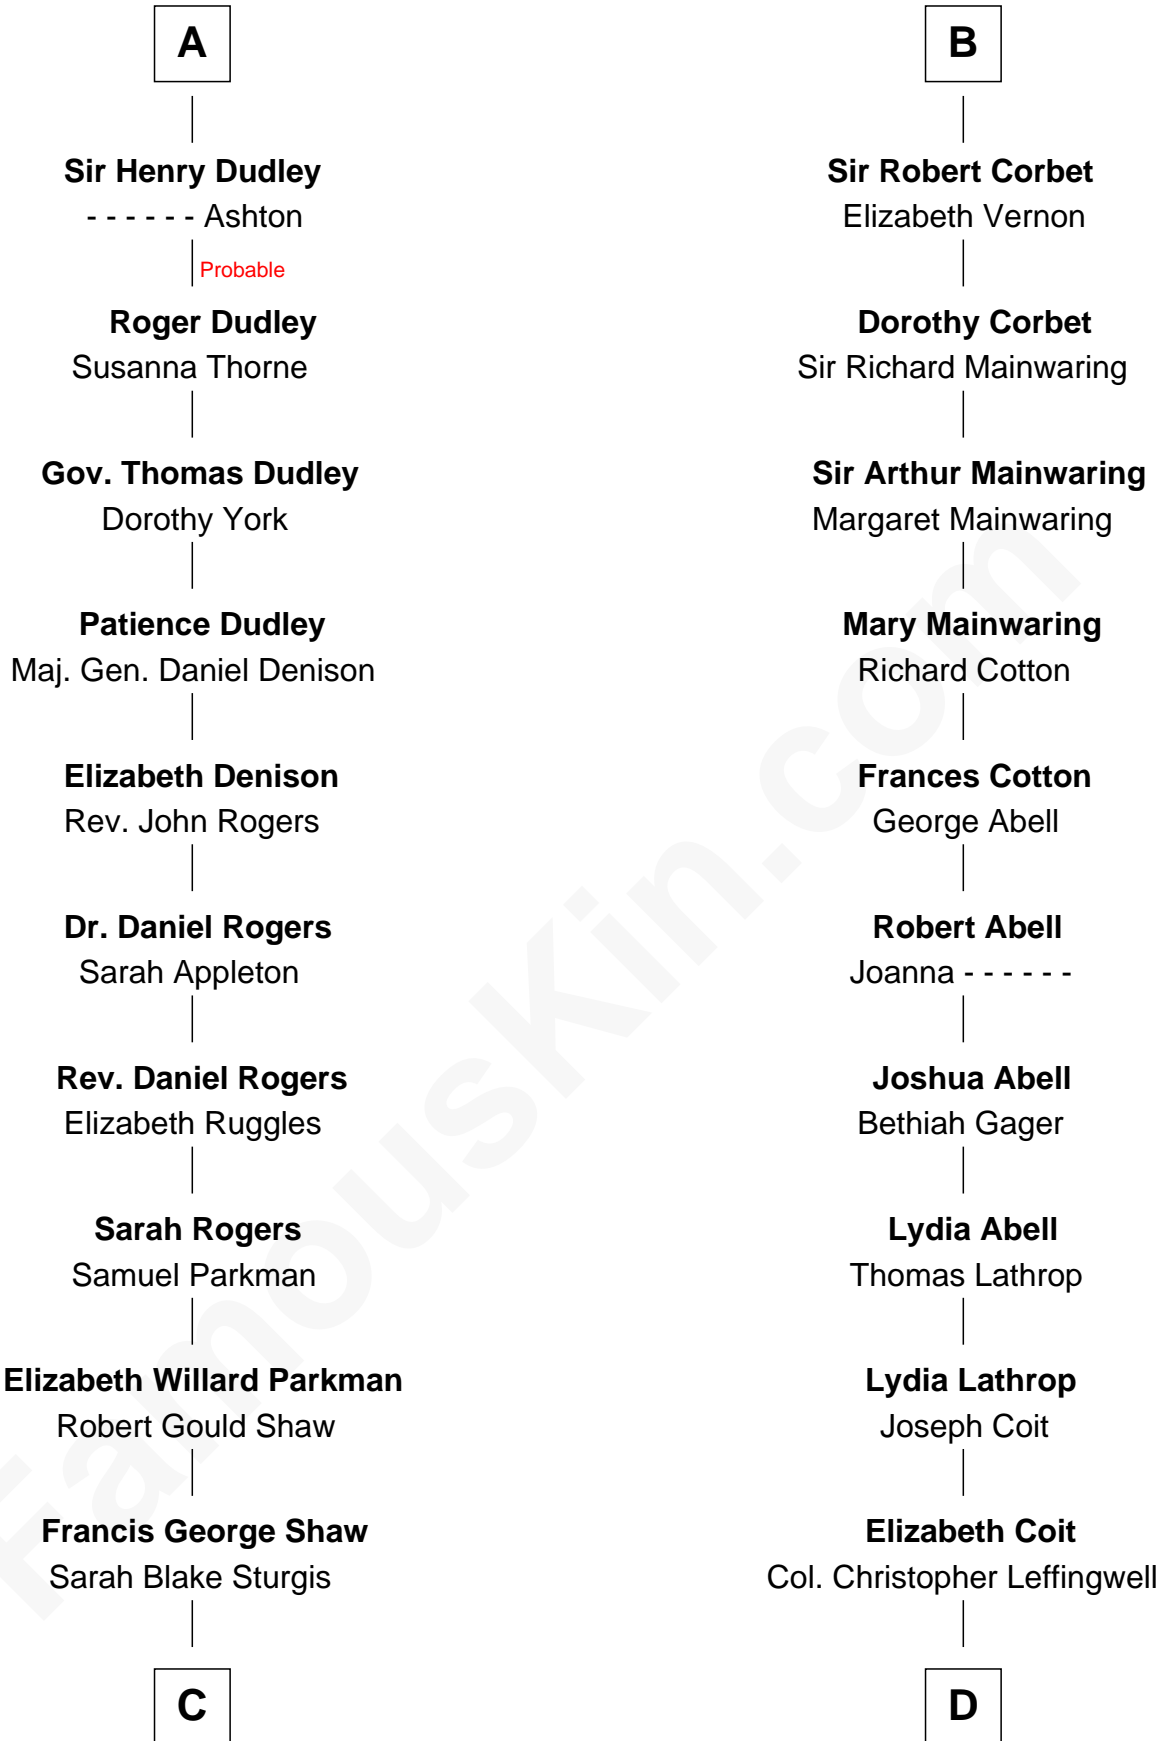 A
Sir Henry Dudley
- - - - - - Ashton
Probable
Roger Dudley
Susanna Thorne
Gov. Thomas Dudley
Dorothy York
Patience Dudley
Maj. Gen. Daniel Denison
Elizabeth Denison
Rev. John Rogers
Dr. Daniel Rogers
Sarah Appleton
Rev. Daniel Rogers
Elizabeth Ruggles
Sarah Rogers
Samuel Parkman
Elizabeth Willard Parkman
Robert Gould Shaw
Francis George Shaw
Sarah Blake Sturgis
C
B
Sir Robert Corbet
Elizabeth Vernon
Dorothy Corbet
Sir Richard Mainwaring
Sir Arthur Mainwaring
Margaret Mainwaring
Mary Mainwaring
Richard Cotton
Frances Cotton
George Abell
Robert Abell
Joanna - - - - - -
Joshua Abell
Bethiah Gager
Lydia Abell
Thomas Lathrop
Lydia Lathrop
Joseph Coit
Elizabeth Coit
Col. Christopher Leffingwell
D
FamousKin.com